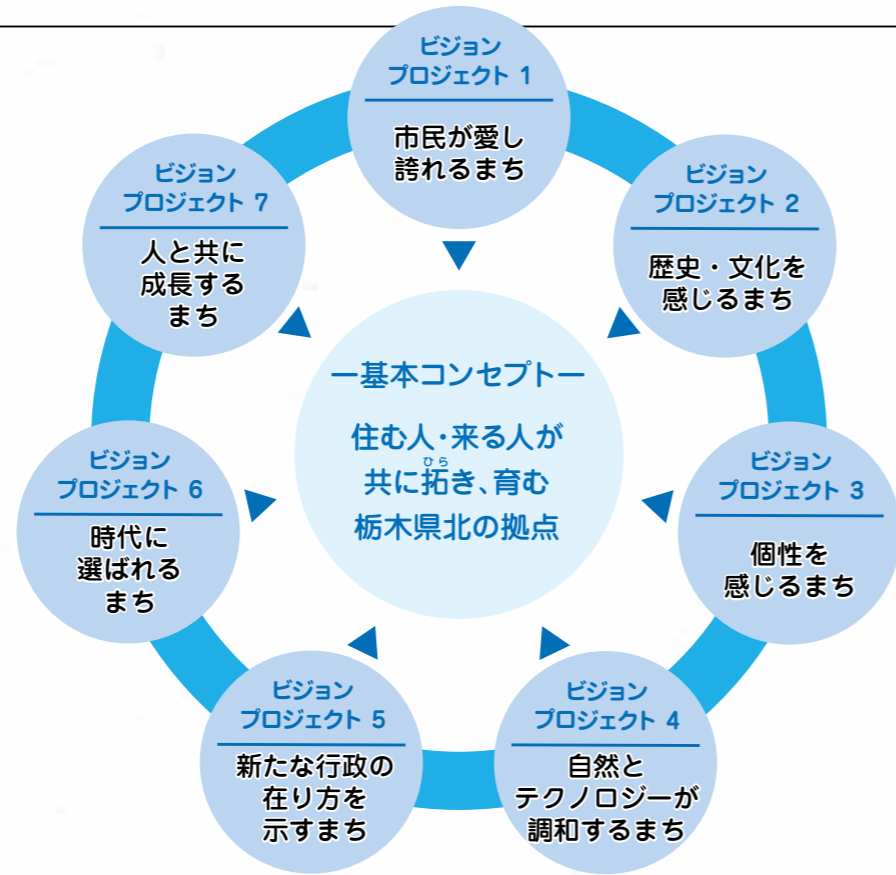 ビジョン
プロジェクト 1
市民が愛し
誇れるまち
ビジョン
プロジェクト 2
歴史・文化を
感じるまち
ビジョン
プロジェクト 3
個性を
感じるまち
ビジョン
プロジェクト 4
自然と
テクノロジーが
調和するまち
ビジョン
プロジェクト 5
新たな行政の
在り方を
示すまち
ビジョン
プロジェクト 6
時代に
選ばれる
まち
ビジョン
プロジェクト 7
人と共に
成長する
まち
ー基本コンセプトー
住む人・来る人が
ひら
共に拓き、育む
栃木県北の拠点